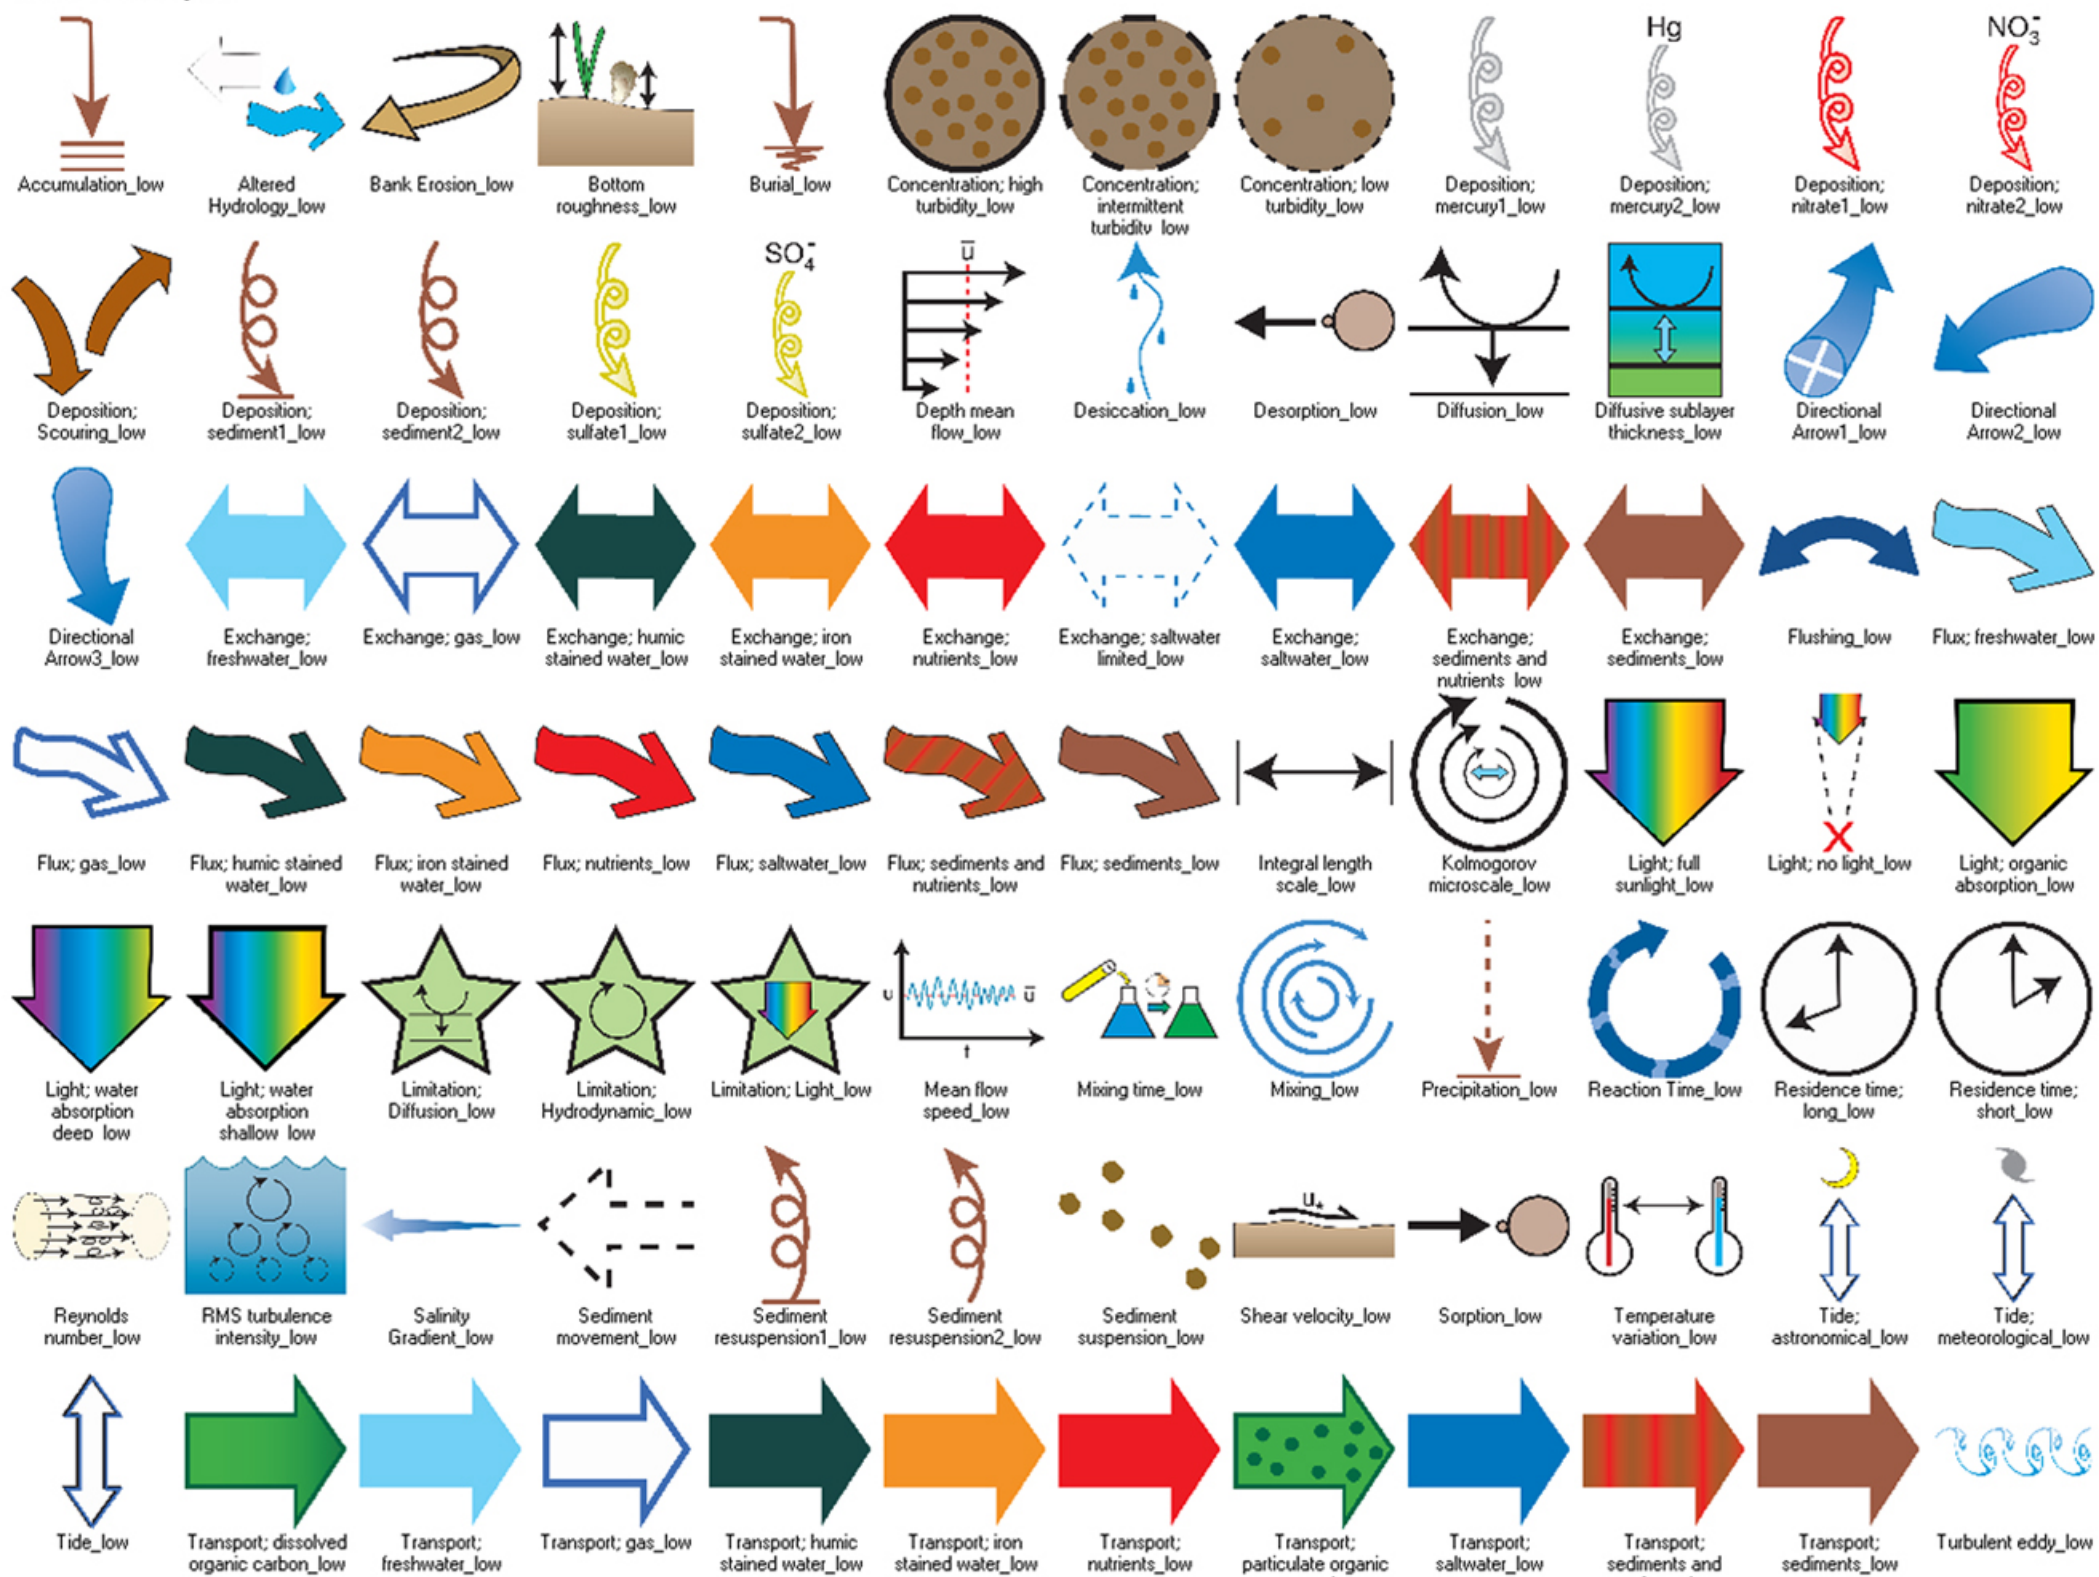 Hg
NO3-
Accumulation_low
Altered
Hydrology_low
Bank Erosion_low
Bottom
roughness_low
Burial_low
Concentration; high
turbidity_low
Concentration;
intermittent
turbidity_low
Concentration; low
turbidity_low
Deposition;
mercury1_low
Deposition;
mercury2_low
Deposition;
nitrate1_low
Deposition;
nitrate2_low
SO4-
u̅
Deposition;
Scouring_low
Deposition;
sediment1_low
Deposition;
sediment2_low
Deposition;
sulfate1_low
Deposition;
sulfate2_low
Depth mean
flow_low
Desiccation_low
Desorption_low
Diffusion_low
Diffusive sublayer
thickness_low
Directional
Arrow1_low
Directional
Arrow2_low
Directional
Arrow3_low
Exchange;
freshwater_low
Exchange; gas_low
Exchange; humic
stained water_low
Exchange; iron
stained water_low
Exchange;
nutrients_low
Exchange; saltwater
limited_low
Exchange;
saltwater_low
Exchange;
sediments and
nutrients_low
Exchange;
sediments_low
Flushing_low
Flux; freshwater_low
Flux; gas_low
Flux; humic stained
water_low
Flux; iron stained
water_low
Flux; nutrients_low
Flux; saltwater_low
Flux; sediments and
nutrients_low
Flux; sediments_low
Integral length
scale_low
Kolmogorov
microscale_low
Light; full
sunlight_low
X
Light; no light_low
Light; organic
absorption_low
Light; water
absorption
deep_low
Light; water
absorption
shallow_low
Limitation;
Diffusion_low
Limitation;
Hydrodynamic_low
Limitation; Light_low
u
u̅
t
Mean flow
speed_low
Mixing time_low
Mixing_low
Precipitation_low
Reaction Time_low
Residence time;
long_low
Residence time;
short_low
Reynolds
number_low
RMS turbulence
intensity_low
Salinity
Gradient_low
Sediment
movement_low
Sediment
resuspension1_low
Sediment
resuspension2_low
Sediment
suspension_low
u*
Shear velocity_low
Sorption_low
Temperature
variation_low
Tide;
astronomical_low
Tide;
meteorological_low
Tide_low
Transport; dissolved
organic carbon_low
Transport;
freshwater_low
Transport; gas_low
Transport; humic
stained water_low
Transport; iron
stained water_low
Transport;
nutrients_low
Transport;
particulate organic
Transport;
saltwater_low
Transport;
sediments and
Transport;
sediments_low
Turbulent eddy_low